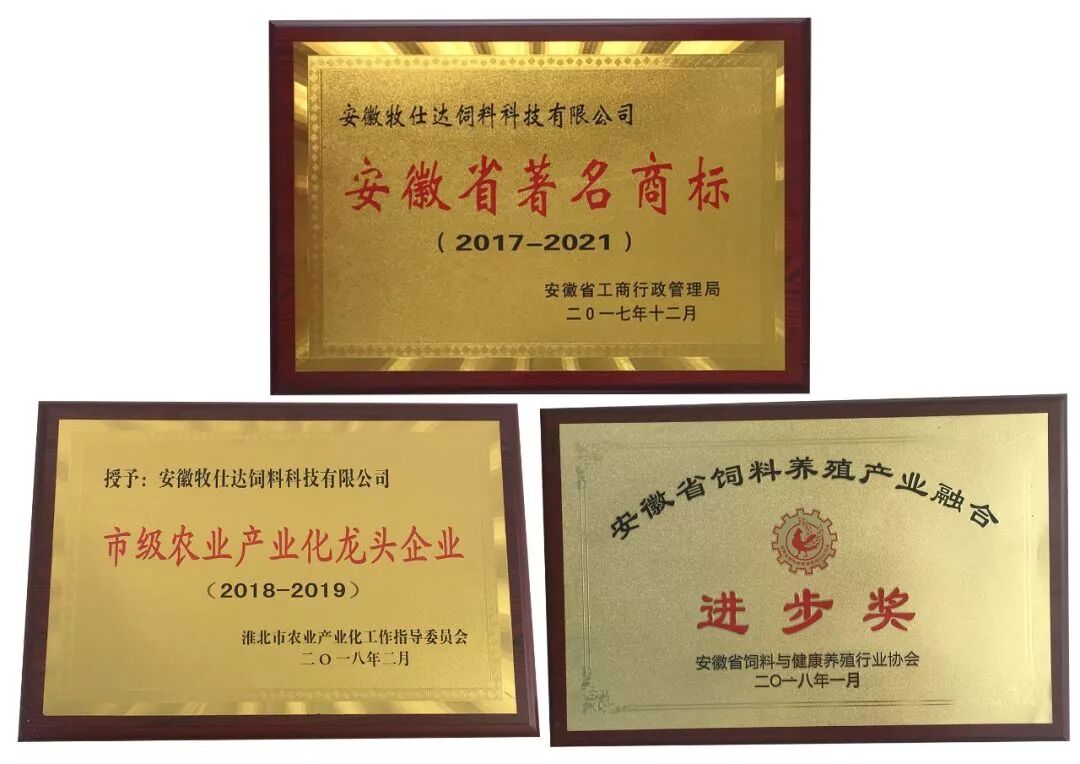 安徽牧仕达饲料科技有限公司
安徽省著名商标
（2017-2021）
安徽省工商行政管理局
二0一七年十二月
授予：安徽牧仕达饲料科技有限公司
市级农业产业化龙头企业
（2018-2019）
淮北市农业产业化工作指导委员会
二〇一八年二月
安徽省饲料养殖产业融合
进步奖
安徽省饲料与健康养殖行业协会
二〇一八年一月